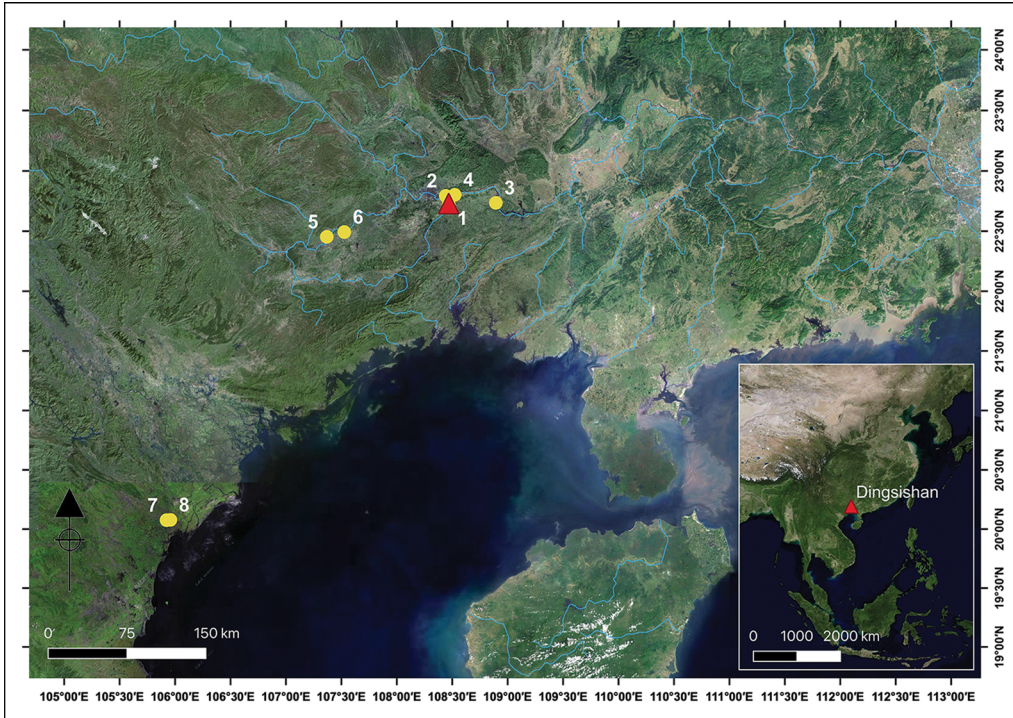 24°00'N
23°30'N
23°00'N
22°30'N
22°00'N
21°30'N
21°00'N
20°30'N
20°00'N
19°30'N
19°00'N
2
4
3
1
5
6
7
8
Dingsishan
0
1000
2000 km
0
75
150 km
105°00'E
105°30'E
106°00'E
106°30'E
107°00'E
107°30'E
108°00'E
108°30'E
109°00'E
109°30'E
110°00'E
110°30'E
111°00'E
111°30'E
112°00'E
112°30'E
113°00'E